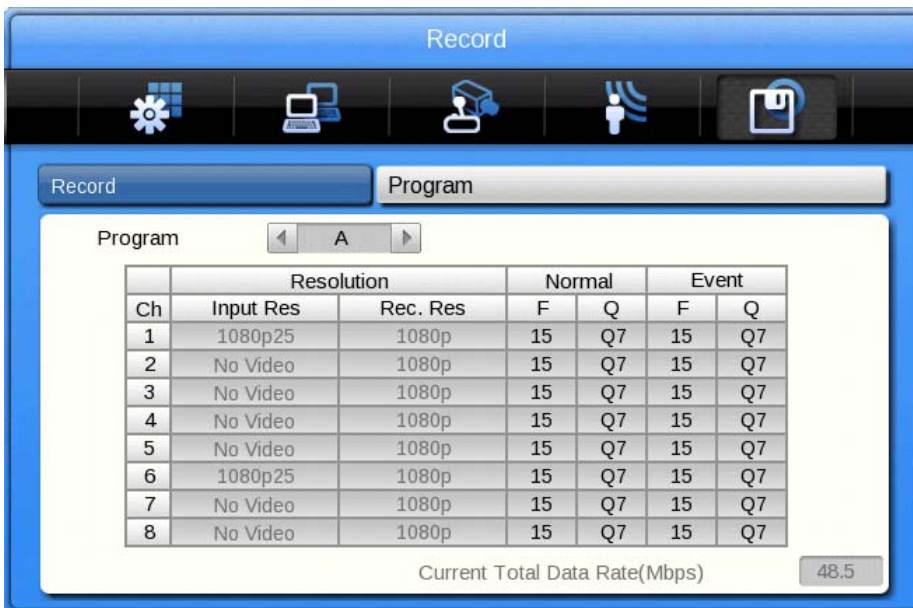 Record
Record Program
Program A
Resolution Normal Event
Ch Input Res Rec. Res F Q F Q
1 1080p25 1080p 15 Q7 15 Q7
2 No Video 1080p 15 Q7 15 Q7
3 No Video 1080p 15 Q7 15 Q7
4 No Video 1080p 15 Q7 15 Q7
5 No Video 1080p 15 Q7 15 Q7
6 1080p25 1080p 15 Q7 15 Q7
7 No Video 1080p 15 Q7 15 Q7
8 No Video 1080p 15 Q7 15 Q7
Current Total Data Rate(Mbps) 48.5